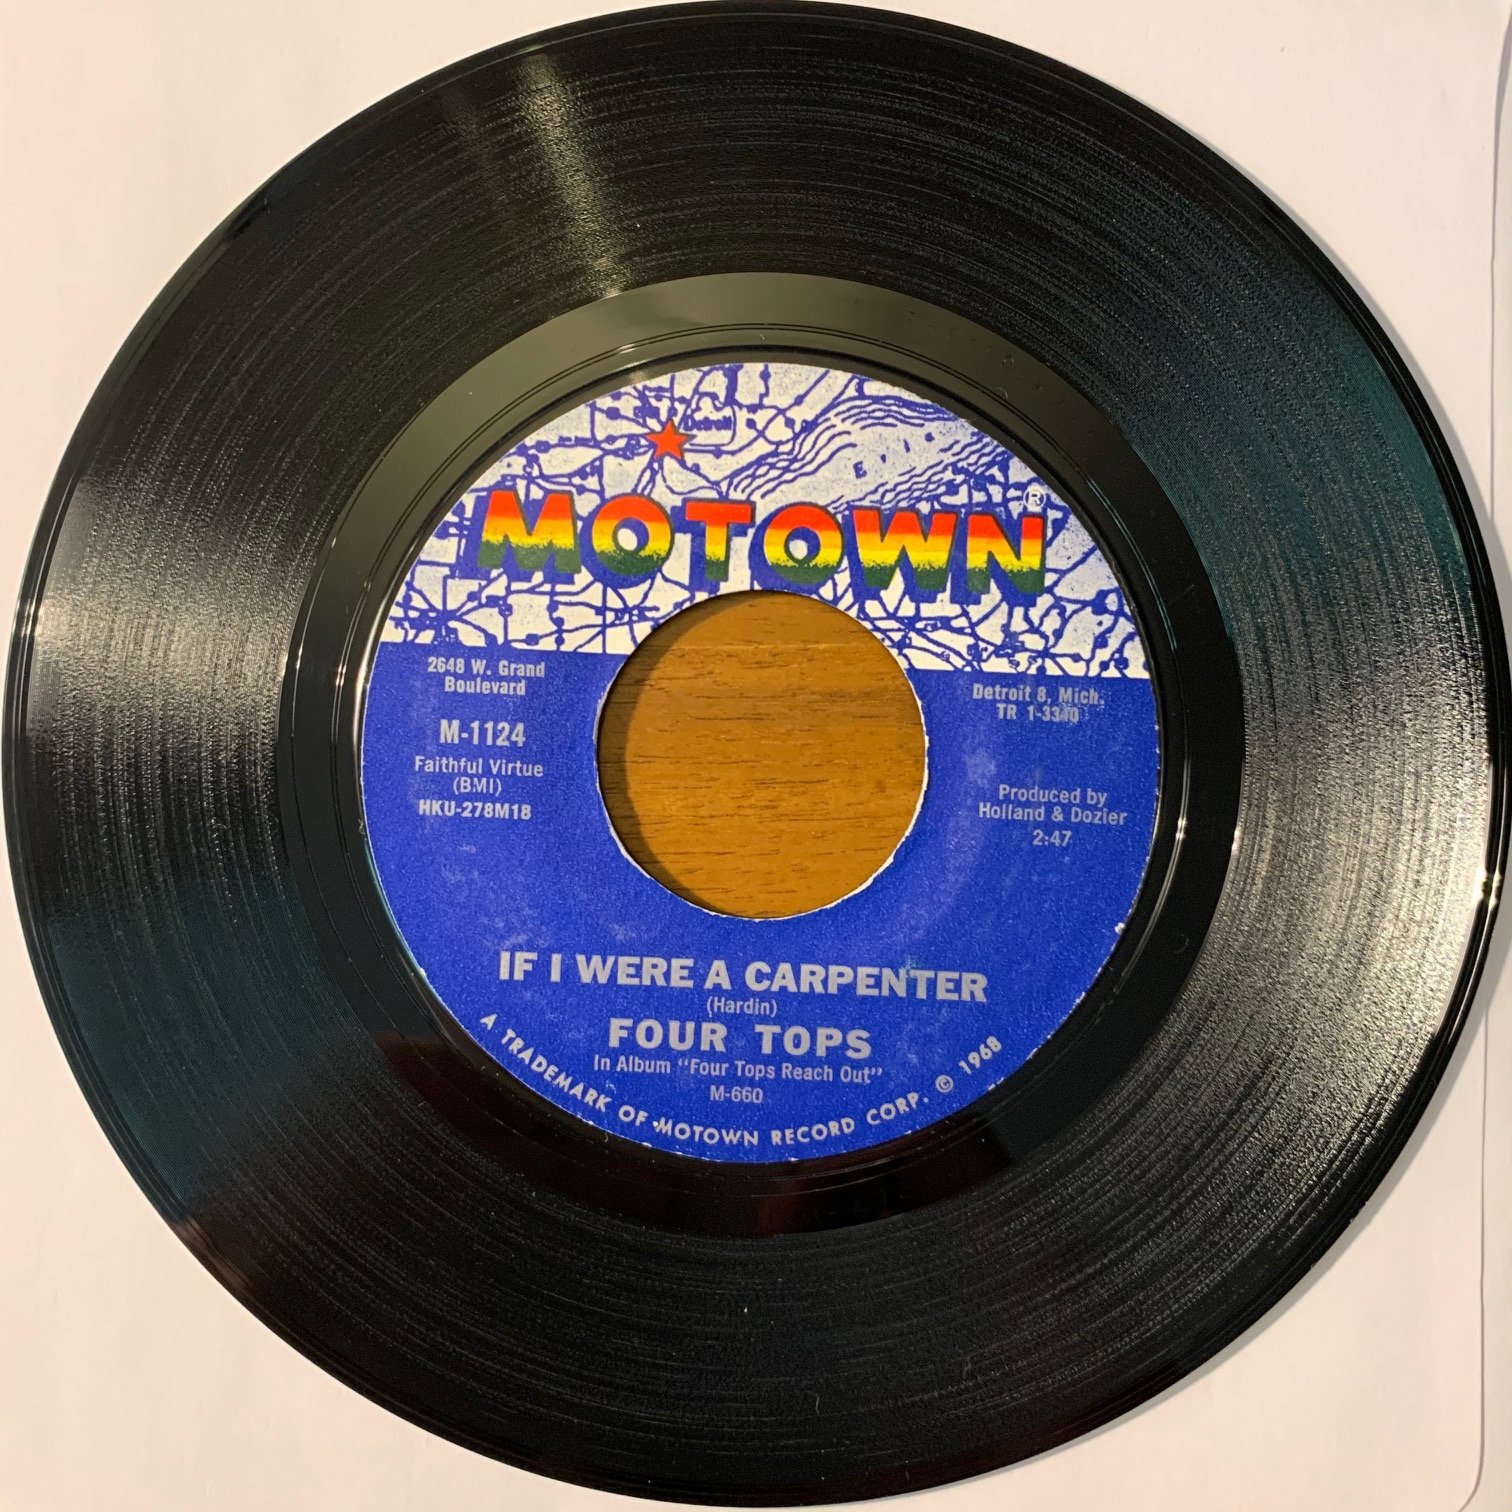 Detroit
ERIE
MOTOWN®
2648 W. Grand
Boulevard
M-1124
Faithful Virtue
(BMI)
HKU-278M18
Detroit 8, Mich.
TR 1-3340
Produced by
Holland & Dozier
2:47
IF I WERE A CARPENTER
(Hardin)
FOUR TOPS
In Album "Four Tops Reach Out"
M-660
A TRADEMARK OF MOTOWN RECORD CORP. © 1968